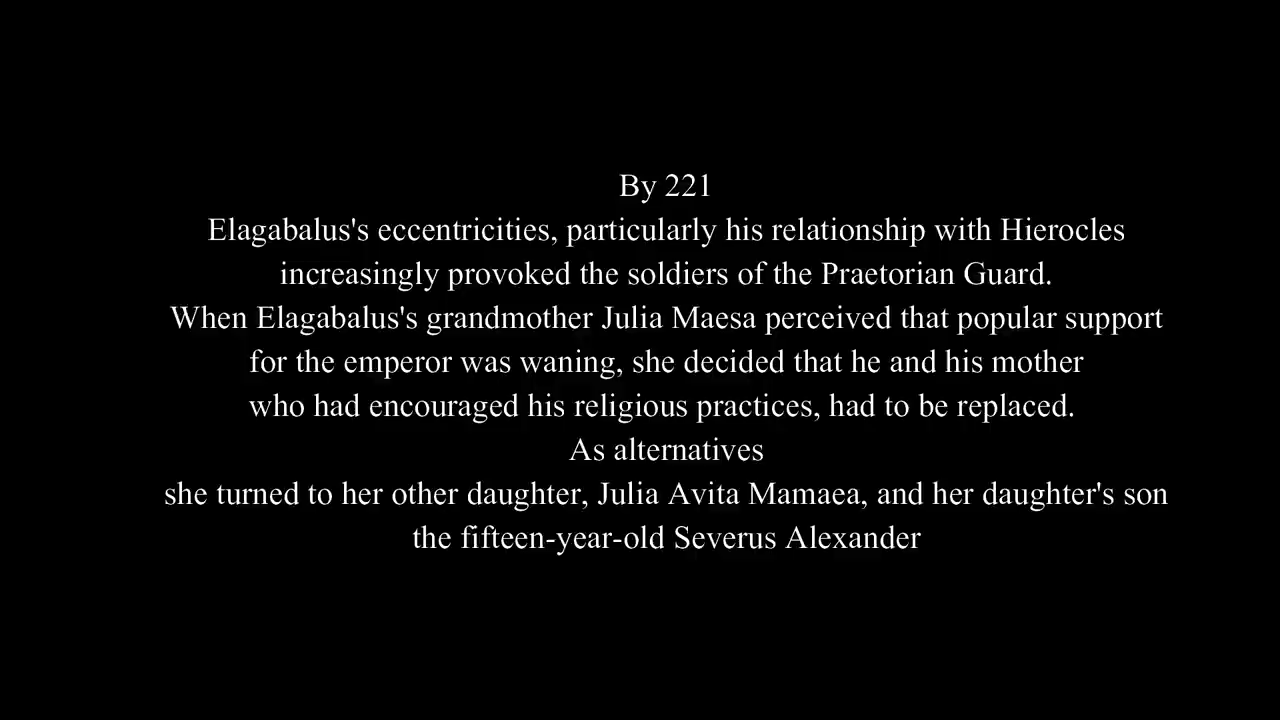 By 221
Elagabalus's eccentricities, particularly his relationship with Hierocles
increasingly provoked the soldiers of the Praetorian Guard.
When Elagabalus's grandmother Julia Maesa perceived that popular support
for the emperor was waning, she decided that he and his mother
who had encouraged his religious practices, had to be replaced.
As alternatives
she turned to her other daughter, Julia Avita Mamaea, and her daughter's son
the fifteen-year-old Severus Alexander